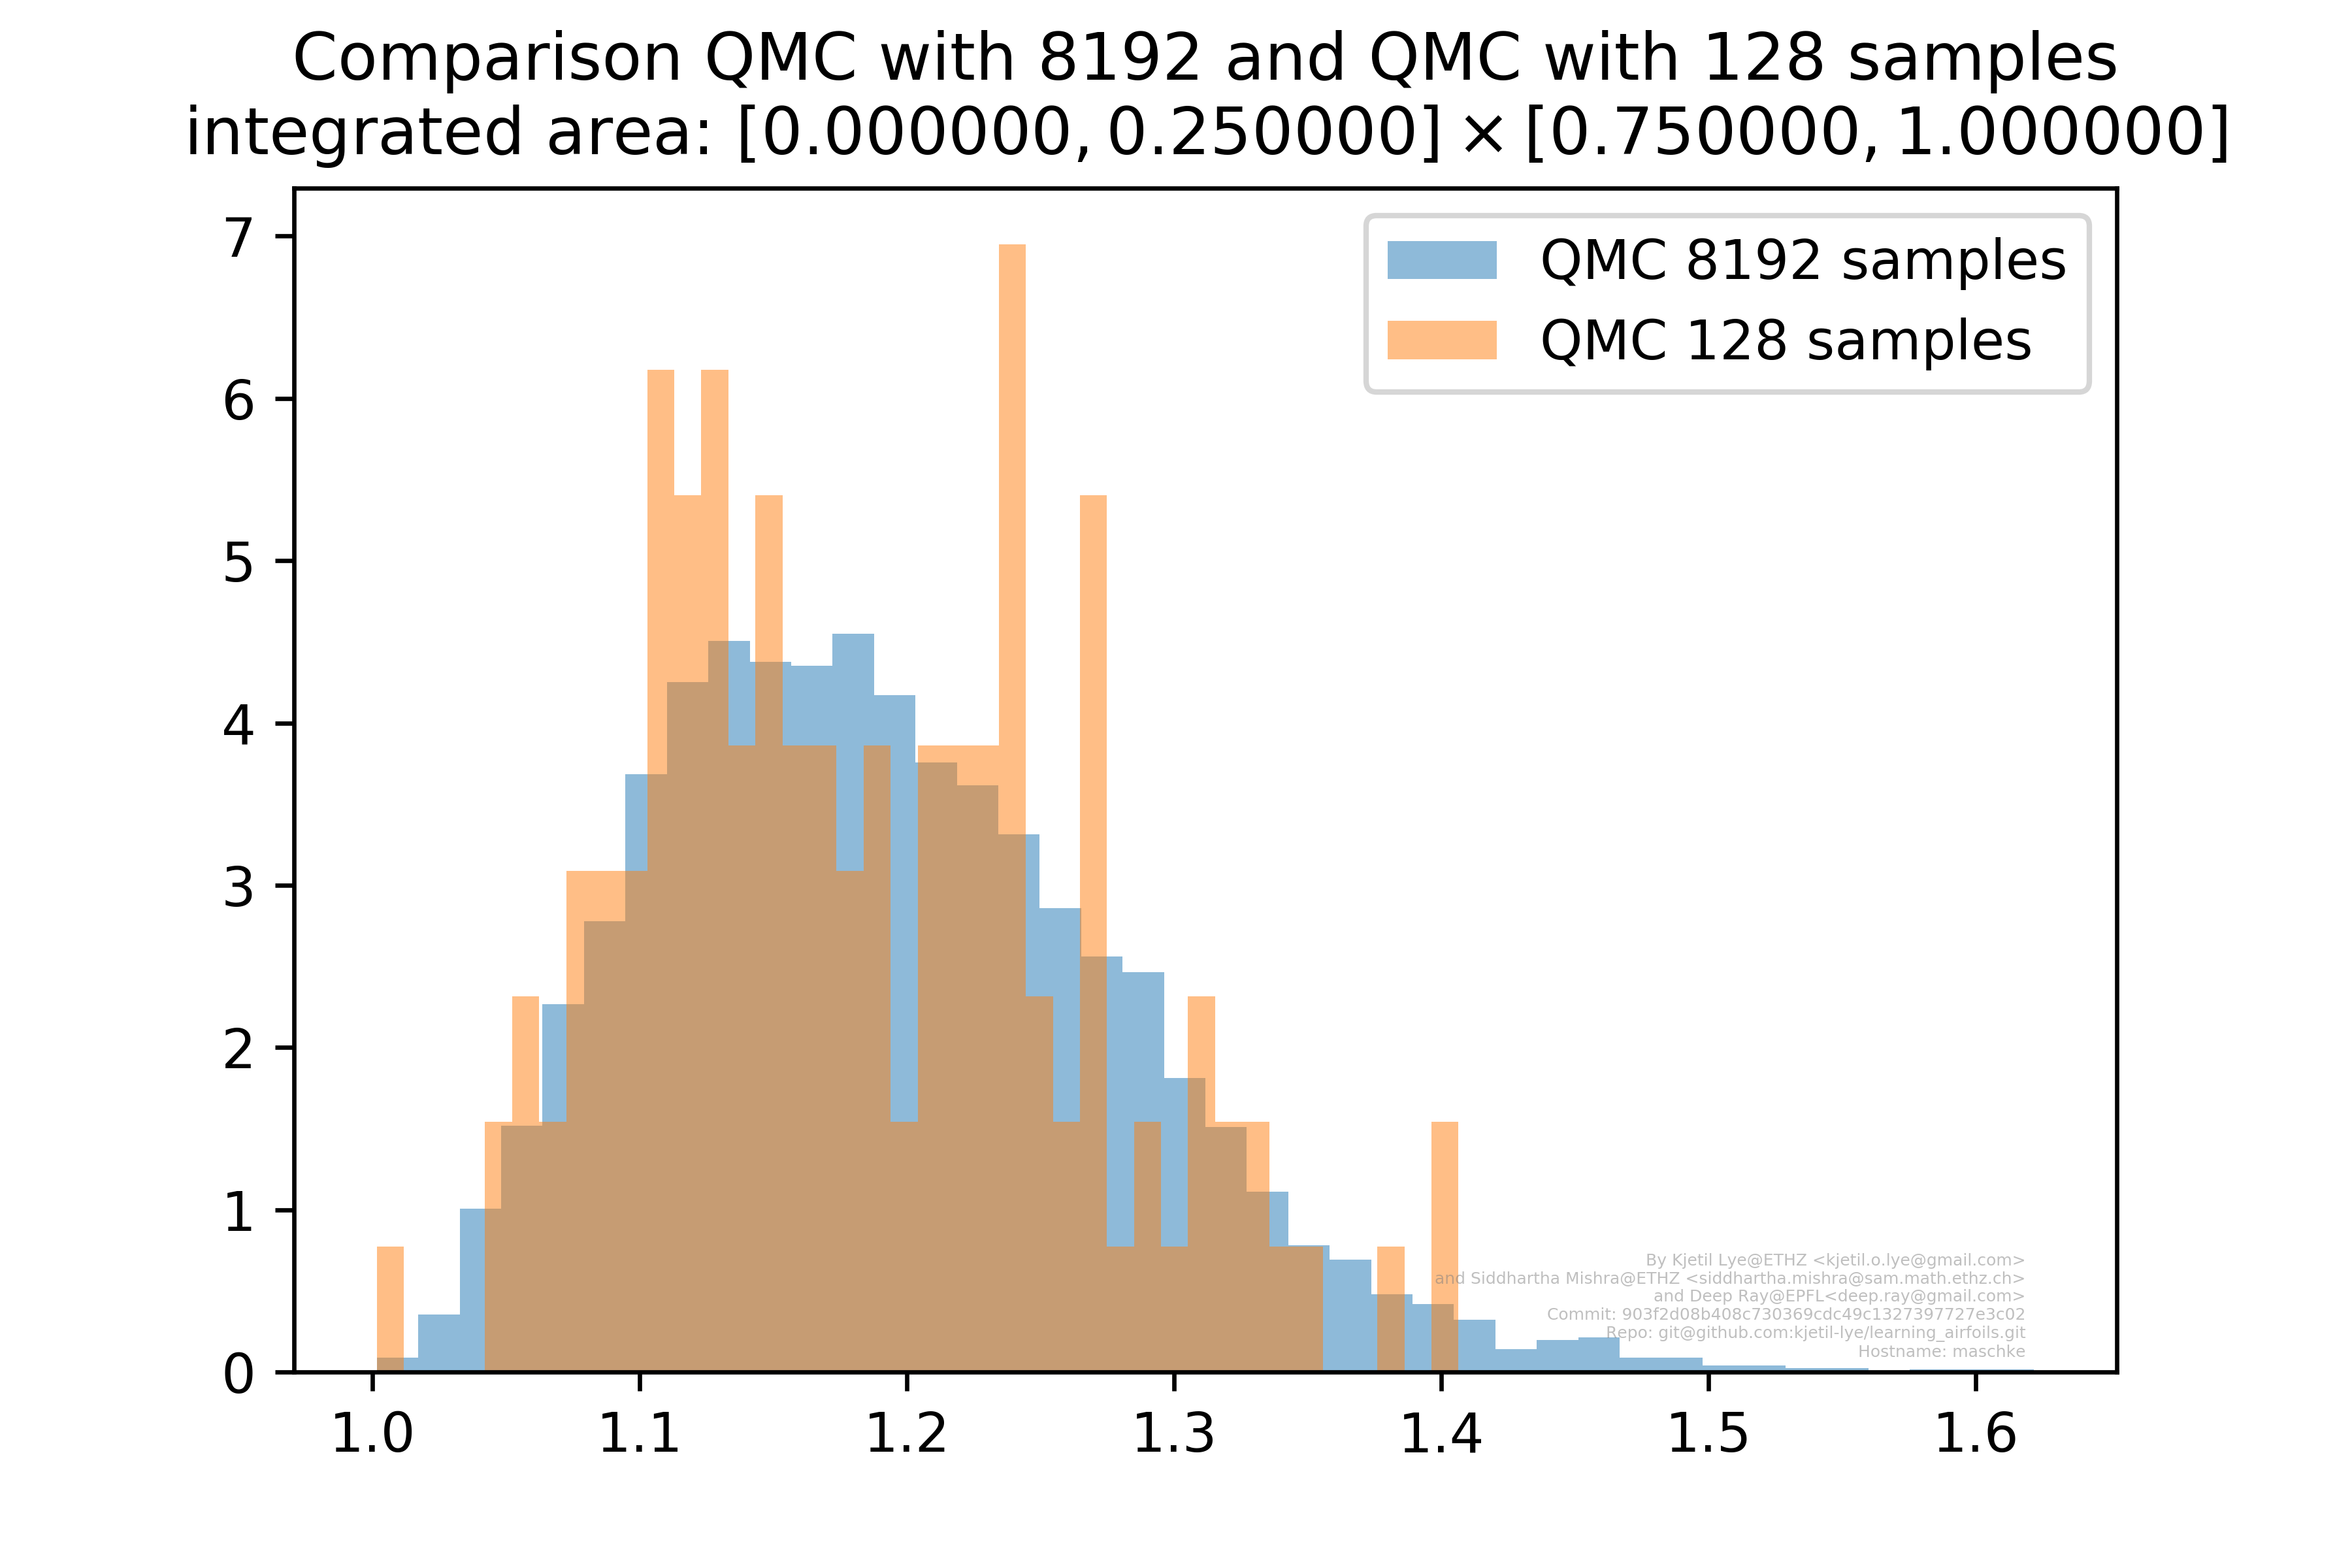 Comparison QMC with 8192 and QMC with 128 samples
integrated area: [0.000000, 0.250000] × [0.750000, 1.000000]
7
6
5
4
3
2
1
0
QMC 8192 samples
QMC 128 samples
By Kjetil Lye@ETHZ <kjetil.o.lye@gmail.com>
and Siddhartha Mishra@ETHZ <siddhartha.mishra@sam.math.ethz.ch>
and Deep Ray@EPFL<deep.ray@gmail.com>
Commit: 903f2d08b408c730369cdc49c1327397727e3c02
Repo: git@github.com:kjetil-lye/learning_airfoils.git
Hostname: maschke
1.0 1.1 1.2 1.3 1.4 1.5 1.6